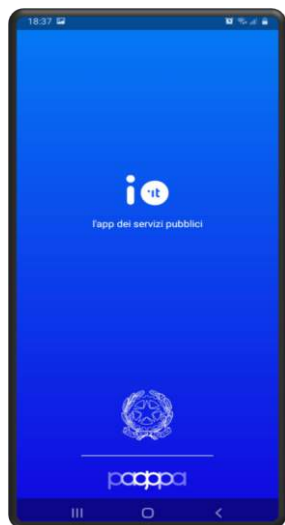 18:37
io
.it
l'app dei servizi pubblici
pagopa